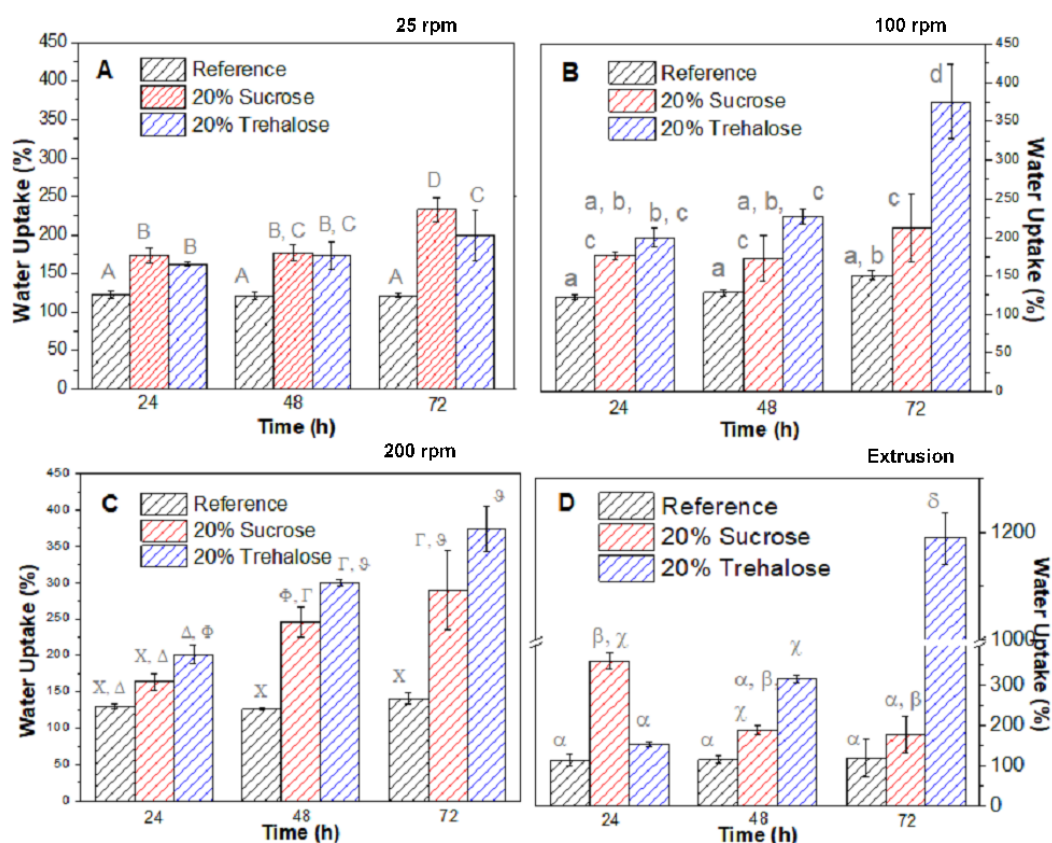 25 rpm
A
Reference
20% Sucrose
20% Trehalose
Water Uptake (%)
450
400
350
300
250
200
150
100
50
0
A
B
B
A
B, C
B, C
A
D
C
24
48
72
Time (h)
100 rpm
B
Reference
20% Sucrose
20% Trehalose
Water Uptake (%)
450
400
350
300
250
200
150
100
50
0
a
a, b,
c
b, c
a
a, b,
c
c
a, b
c
d
24
48
72
Time (h)
200 rpm
C
Reference
20% Sucrose
20% Trehalose
Water Uptake (%)
450
400
350
300
250
200
150
100
50
0
X, Δ
X, Δ
Δ, Φ
X
Φ, Γ
Γ, ϑ
X
Γ, ϑ
ϑ
24
48
72
Time (h)
Extrusion
D
Reference
20% Sucrose
20% Trehalose
Water Uptake (%)
1200
1000
300
200
100
0
α
β, χ
α
α
α, β
χ
χ
α
α, β
δ
24
48
72
Time (h)